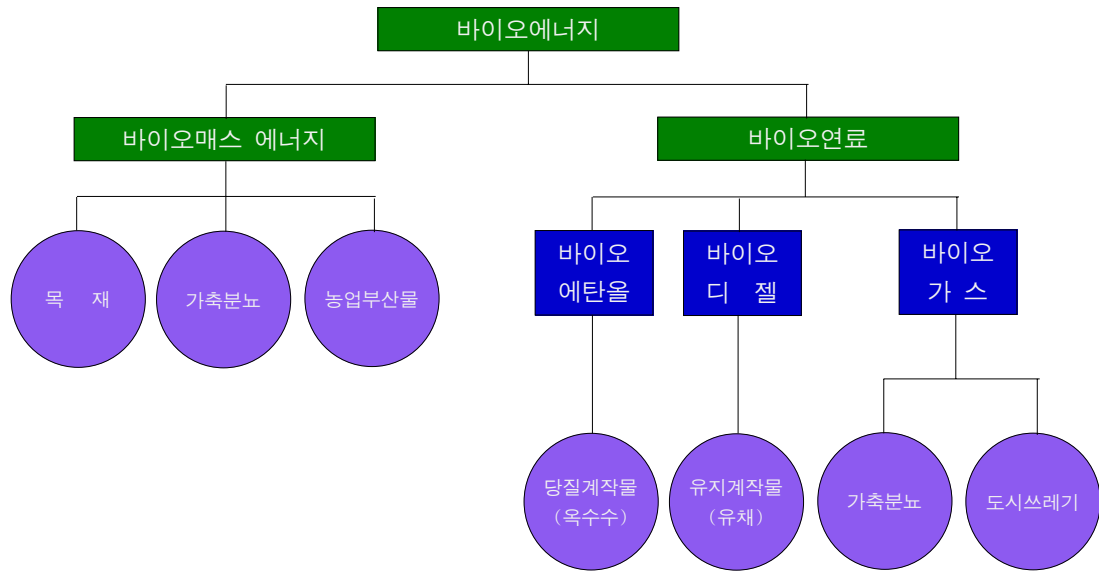 바이오에너지
바이오매스 에너지
바이오연료
목 재
가축분뇨
농업부산물
바이오
에탄올
바이오
디 젤
바이오
가 스
당질계작물
(옥수수)
유지계작물
(유채)
가축분뇨
도시쓰레기